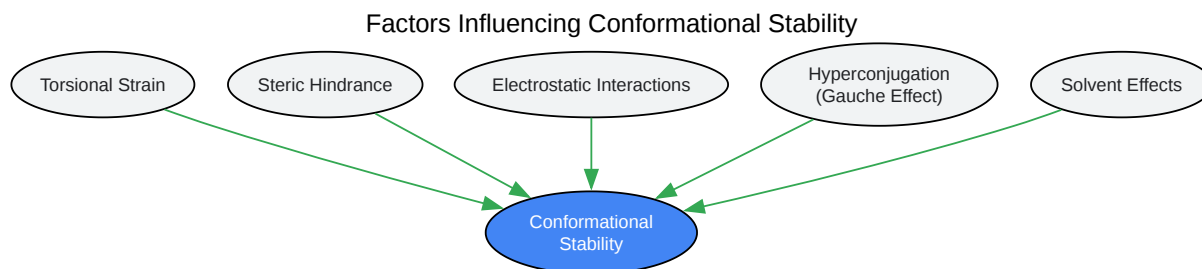 Factors Influencing Conformational Stability
Torsional Strain
Steric Hindrance
Electrostatic Interactions
Hyperconjugation
(Gauche Effect)
Solvent Effects
Conformational
Stability